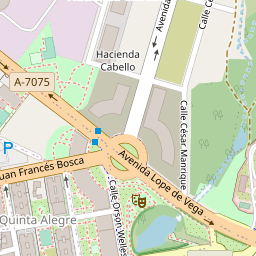 Hacienda
Cabello
Avenida
Calle
A-7075
Calle César Manrique
P
Juan Francés Bosca
Avenida Lope de Vega
Calle Orson Welles
Quinta Alegre